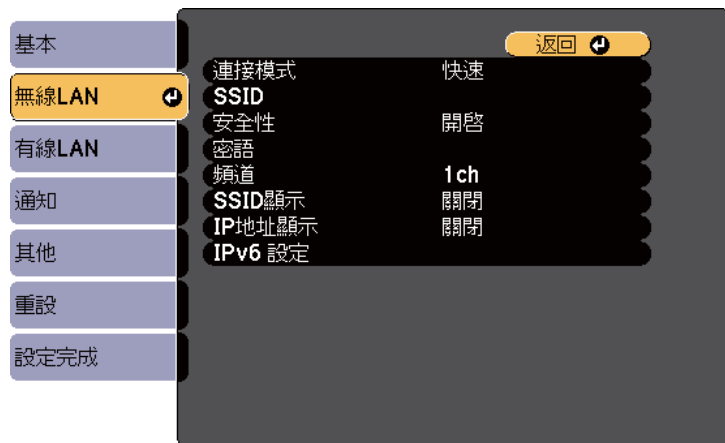 基本
無線LAN
有線LAN
通知
其他
重設
設定完成
返回
連接模式 快速
SSID
安全性 開啓
密語
頻道 1ch
SSID顯示 關閉
IP地址顯示 關閉
IPv6 設定